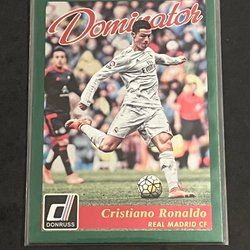 Dominator
DONRUSS
Cristiano Ronaldo
REAL MADRID CF